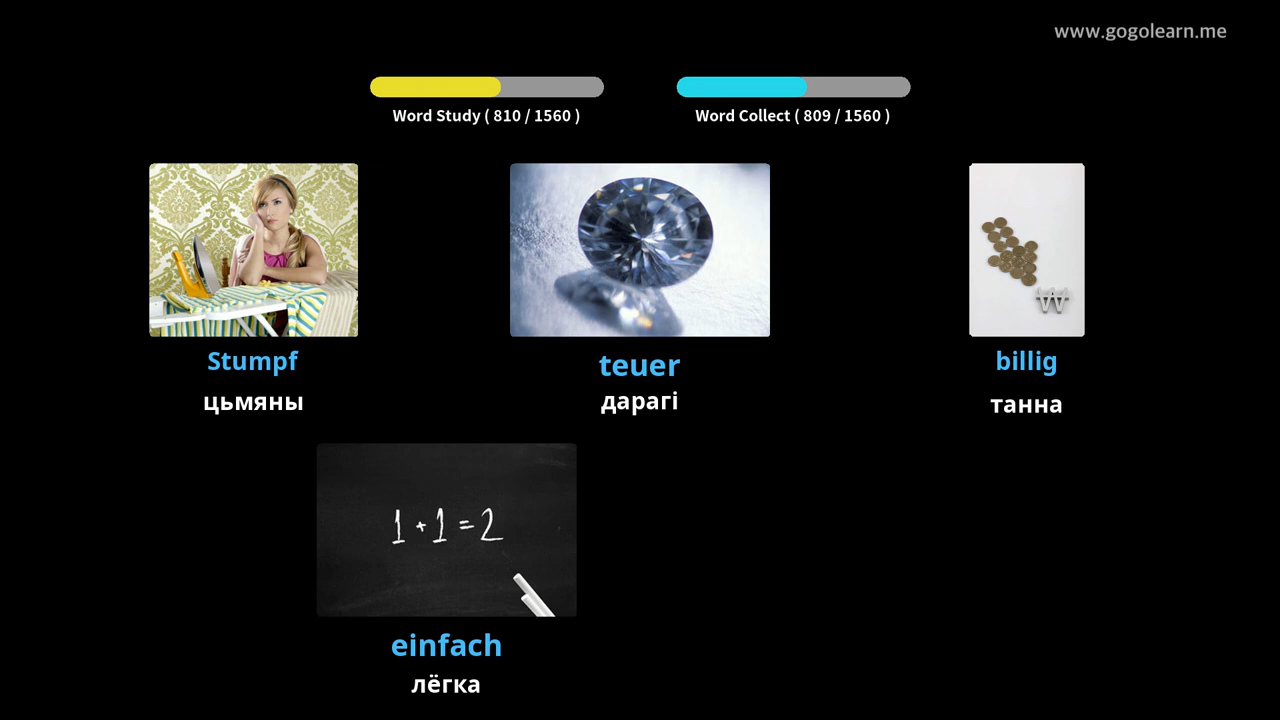 www.gogolearn.me
Word Study ( 810 / 1560 )
Word Collect ( 809 / 1560 )
Stumpf
teuer
billig
цьмяны
дарагі
танна
1 + 1 = 2
einfach
лёгка